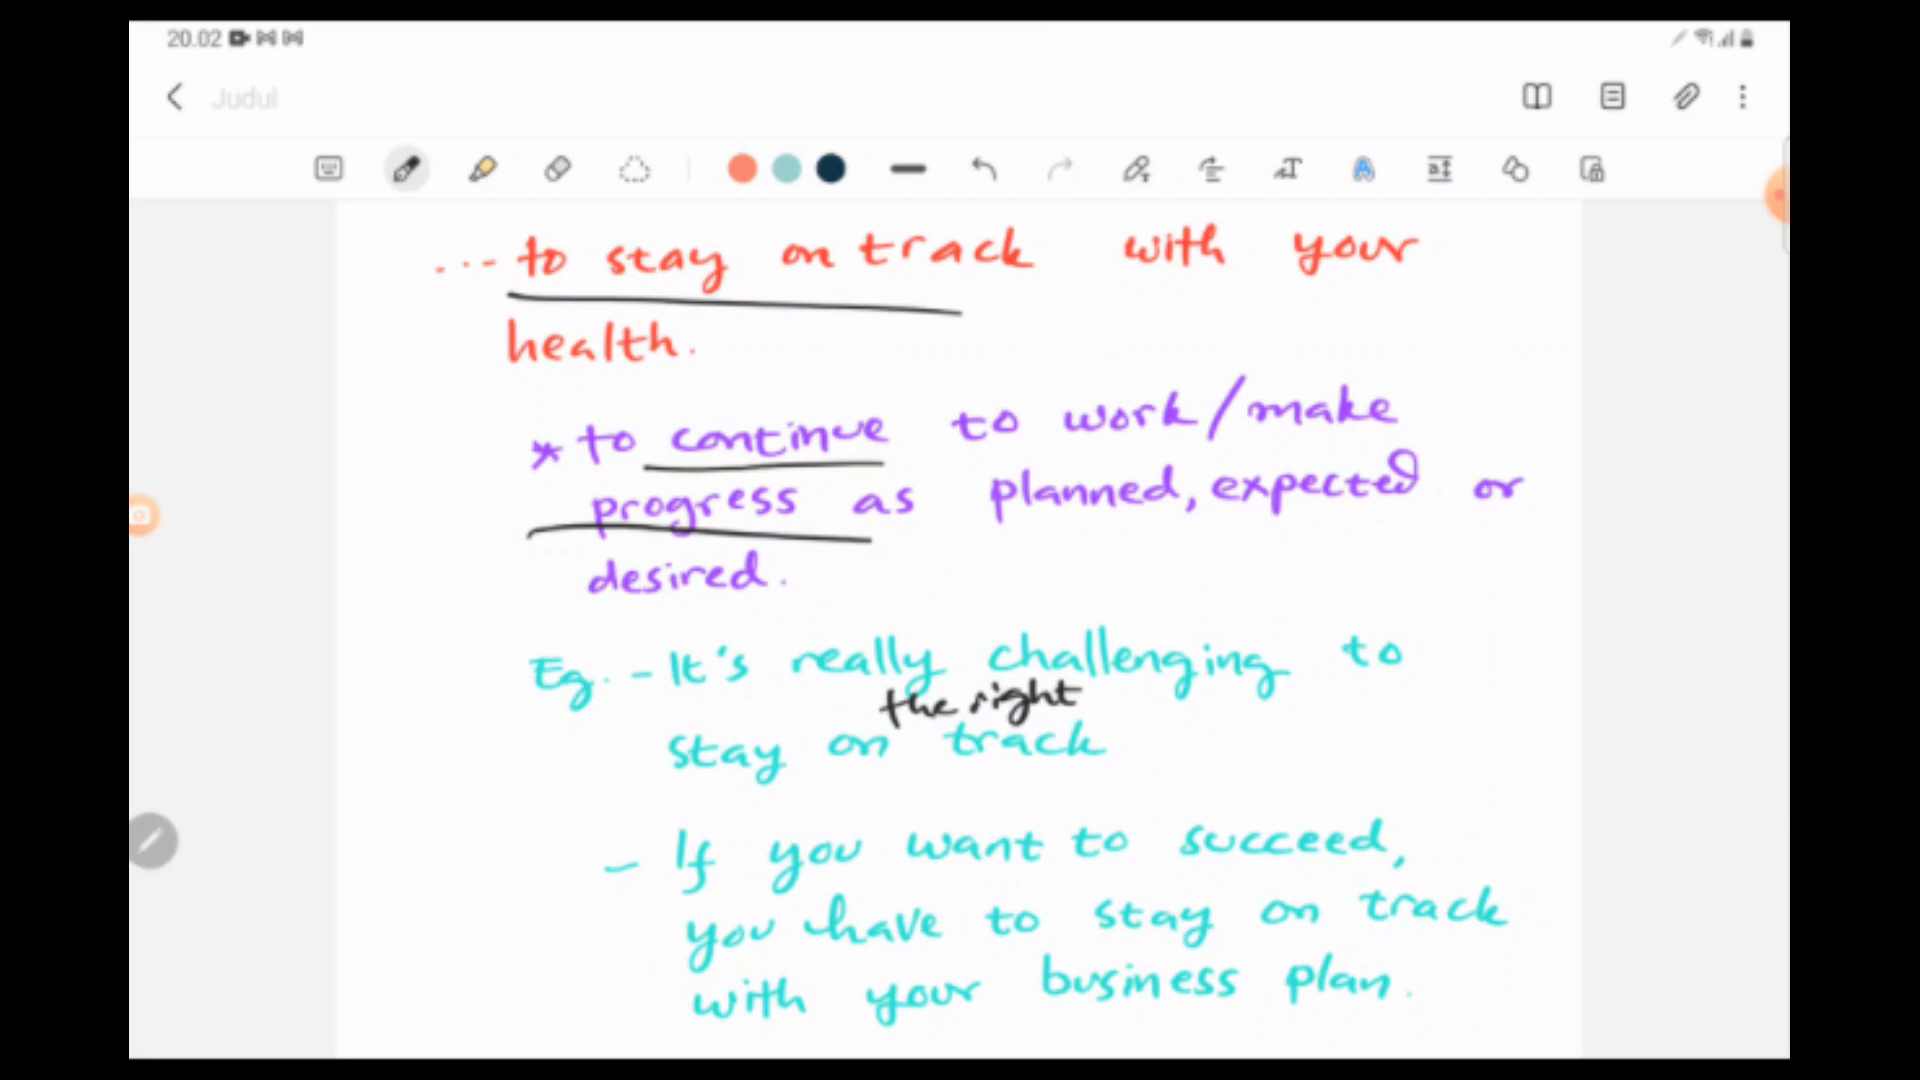 20.02
Judul
... to stay on track with your
health.
* to continue to work/make
progress as planned, expected or
desired.
Eg. - It's really challenging to
the right
stay on track
- If you want to succeed,
you have to stay on track
with your business plan.